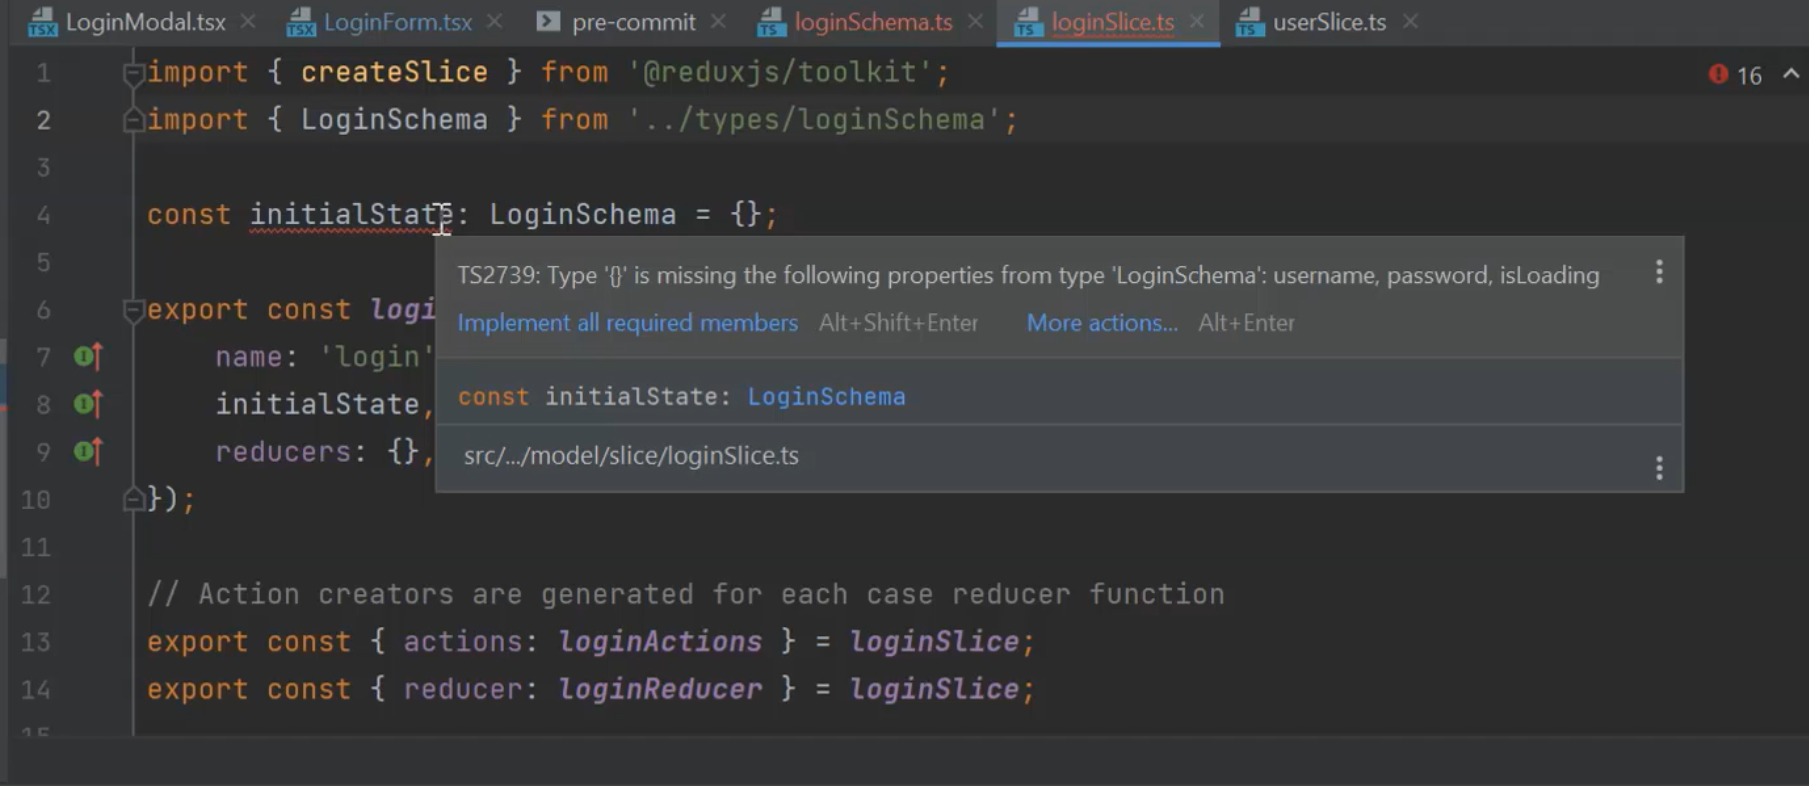 LoginModal.tsx LoginForm.tsx pre-commit loginSchema.ts loginSlice.ts userSlice.ts
1 import { createSlice } from '@reduxjs/toolkit'; 16
2 import { LoginSchema } from '../types/loginSchema';
3
4 const initialState: LoginSchema = {};
5
TS2739: Type '{}' is missing the following properties from type 'LoginSchema': username, password, isLoading
6 export const logi
Implement all required members Alt+Shift+Enter More actions... Alt+Enter
7 name: 'login'
8 initialState,
const initialState: LoginSchema
9 reducers: {},
src/.../model/slice/loginSlice.ts
10 });
11
12 // Action creators are generated for each case reducer function
13 export const { actions: loginActions } = loginSlice;
14 export const { reducer: loginReducer } = loginSlice;
15